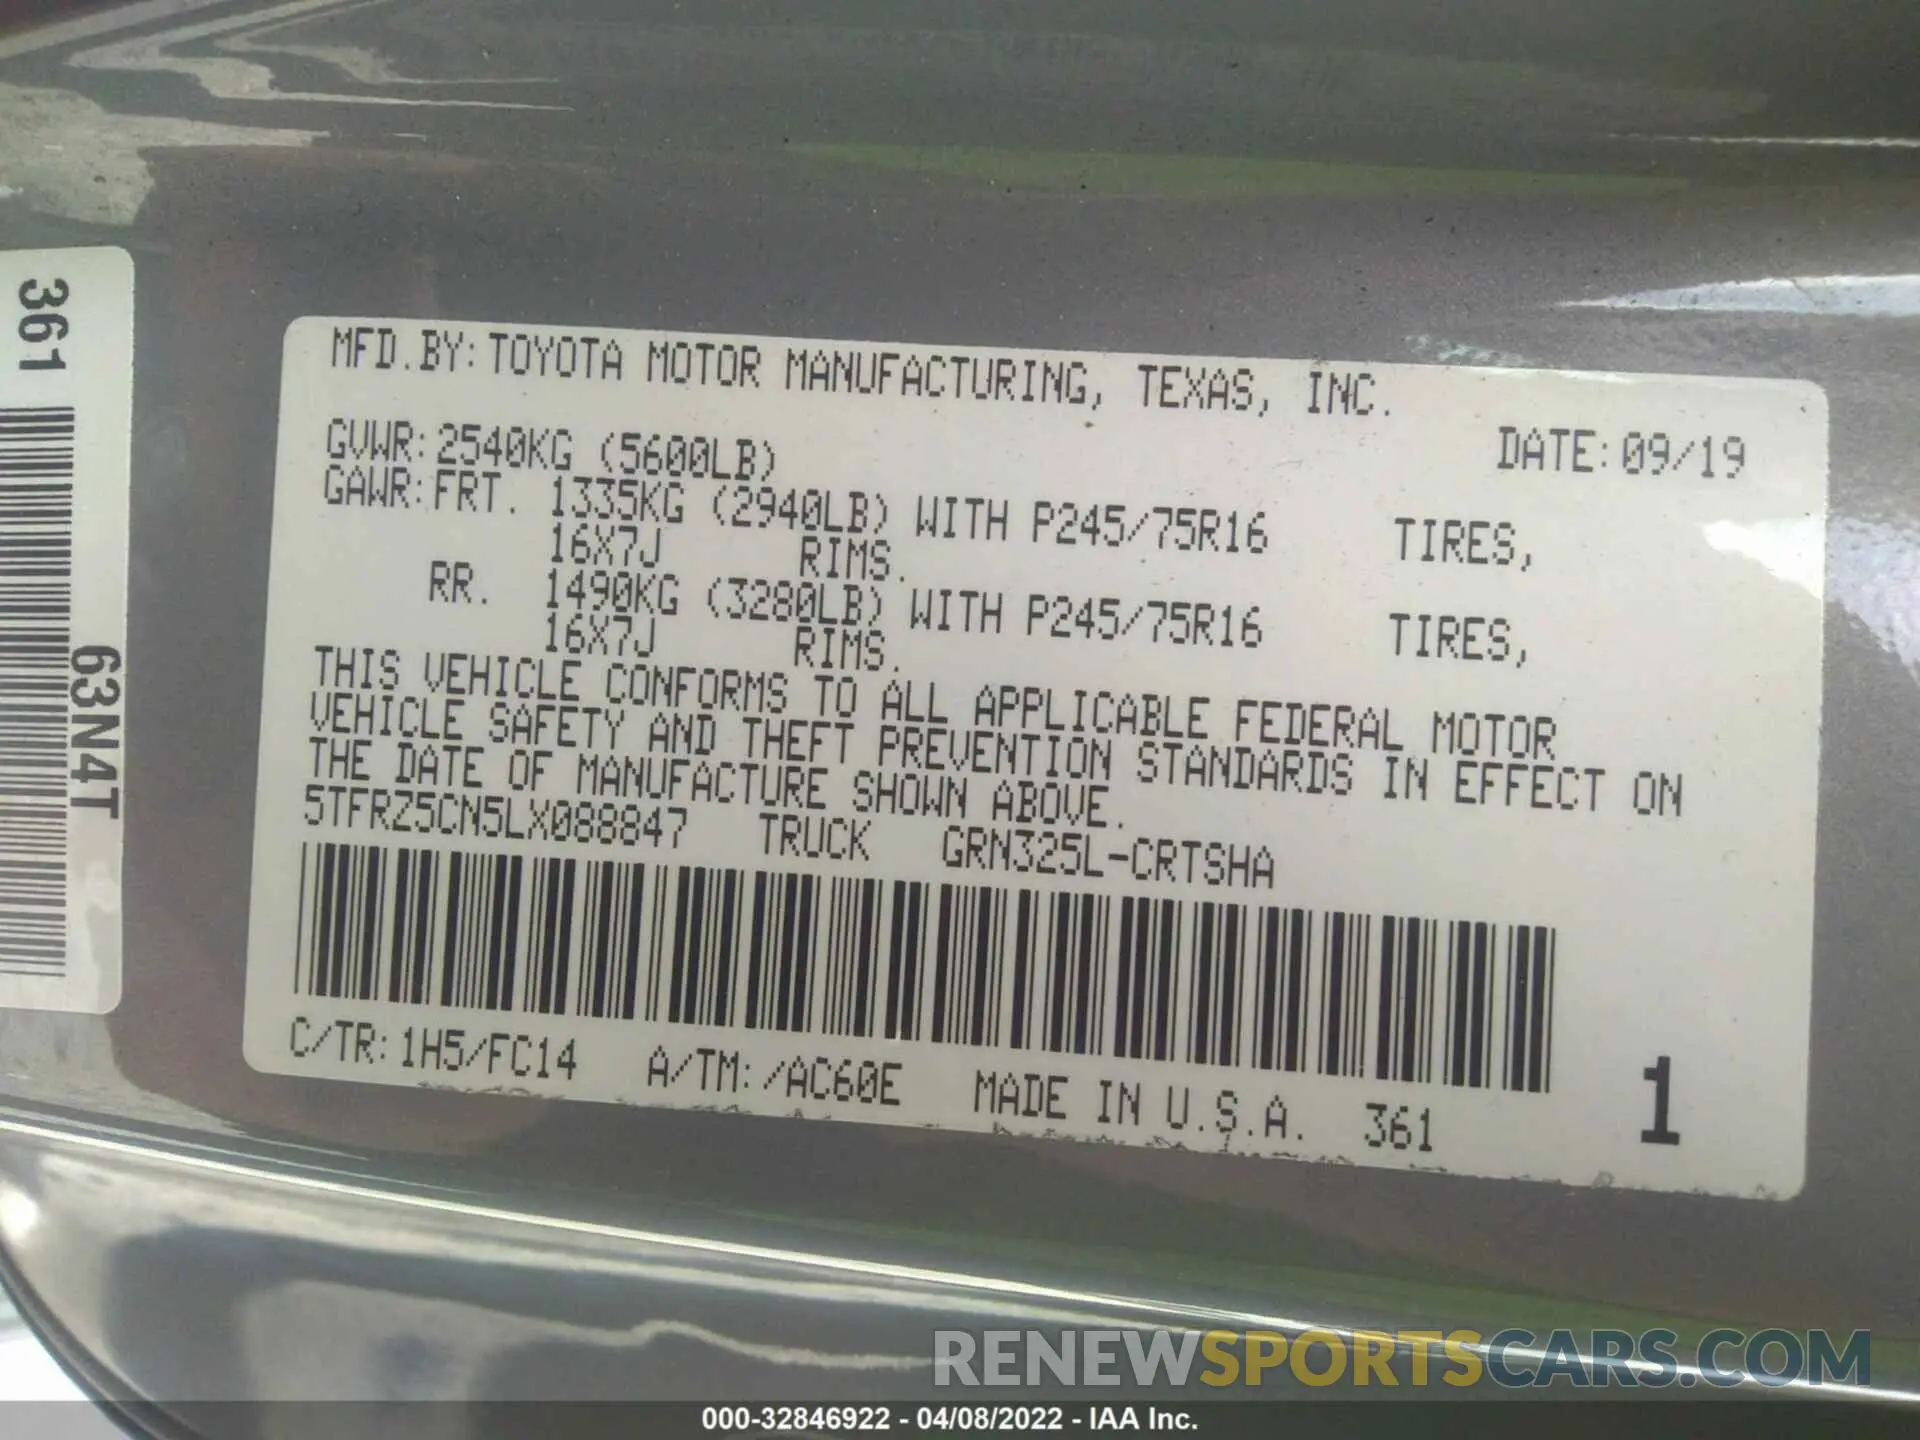 361
63N4T
MFD.BY:TOYOTA MOTOR MANUFACTURING, TEXAS, INC.
GVWR:2540KG (5600LB) DATE:09/19
GAWR:FRT. 1335KG (2940LB) WITH P245/75R16 TIRES,
16X7J RIMS.
RR. 1490KG (3280LB) WITH P245/75R16 TIRES,
16X7J RIMS.
THIS VEHICLE CONFORMS TO ALL APPLICABLE FEDERAL MOTOR
VEHICLE SAFETY AND THEFT PREVENTION STANDARDS IN EFFECT ON
THE DATE OF MANUFACTURE SHOWN ABOVE.
5TFRZ5CN5LX088847 TRUCK GRN325L-CRTSHA
C/TR:1H5/FC14 A/TM:/AC60E MADE IN U.S.A. 361
1
RENEWSPORTSCARS.COM
000-32846922 - 04/08/2022 - IAA Inc.